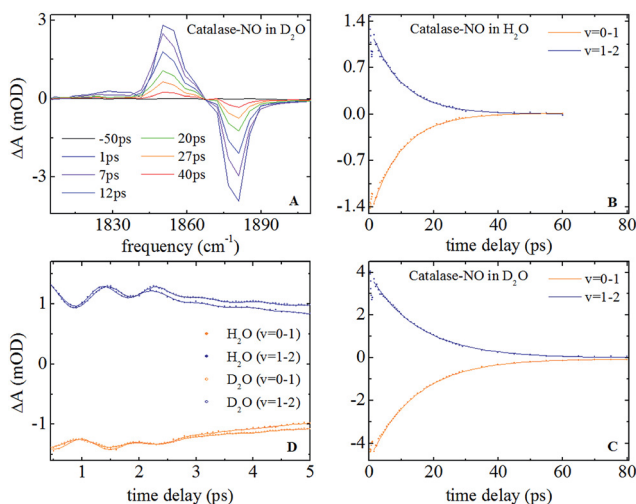 Catalase-NO in D2O
ΔA (mOD)
3
0
-3
-50ps
1ps
7ps
12ps
20ps
27ps
40ps
A
1830
1860
1890
frequency (cm-1)
Catalase-NO in H2O
v=0-1
v=1-2
1.4
0.7
0.0
-0.7
-1.4
B
0
20
40
60
80
time delay (ps)
ΔA (mOD)
1
0
-1
H2O (v=0-1)
H2O (v=1-2)
D2O (v=0-1)
D2O (v=1-2)
D
1
2
3
4
5
time delay (ps)
Catalase-NO in D2O
v=0-1
v=1-2
4
2
0
-2
-4
C
0
20
40
60
80
time delay (ps)